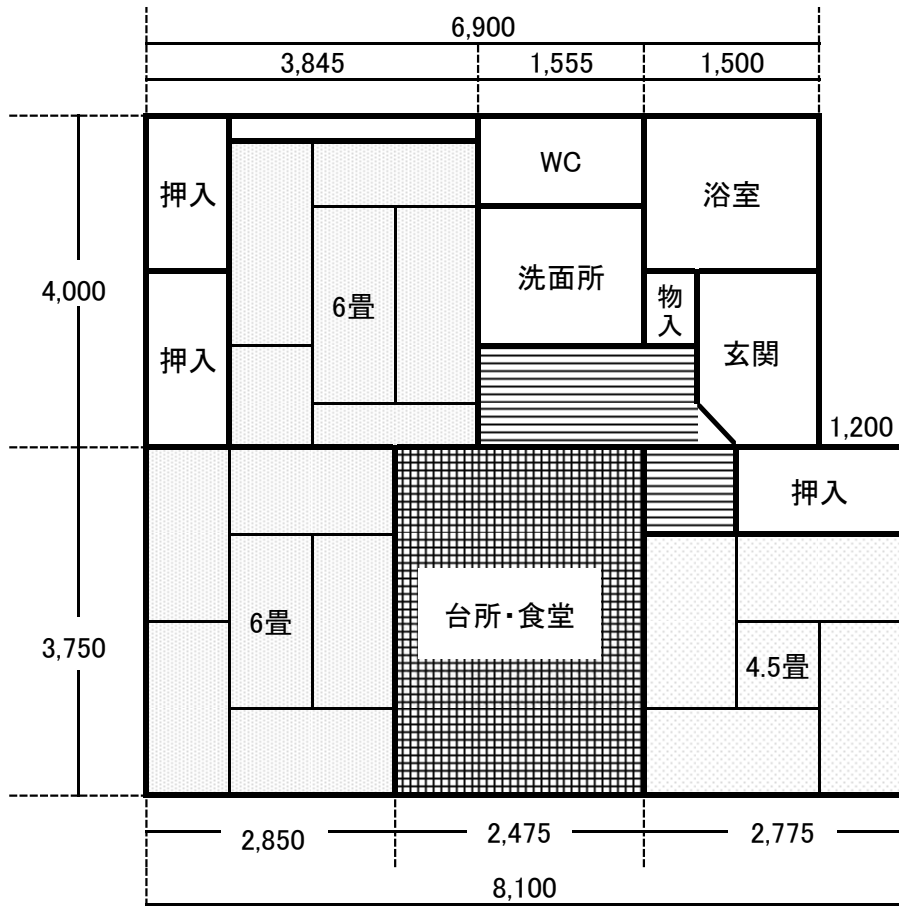 6,900
3,845
1,555
1,500
押入
WC
浴室
洗面所
4,000
6畳
物
入
押入
玄関
1,200
押入
6畳
台所・食堂
3,750
4.5畳
2,850
2,475
2,775
8,100